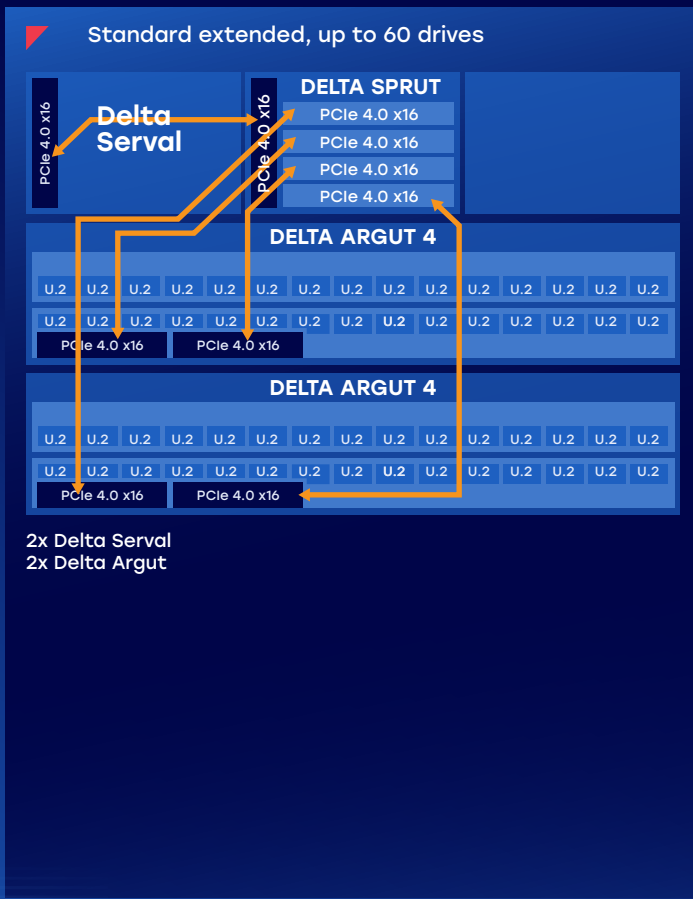 Standard extended, up to 60 drives
PCIe 4.0 x16
Delta
Serval
PCIe 4.0 x16
DELTA SPRUT
PCIe 4.0 x16
PCIe 4.0 x16
PCIe 4.0 x16
PCIe 4.0 x16
DELTA ARGUT 4
U.2 U.2 U.2 U.2 U.2 U.2 U.2 U.2 U.2 U.2 U.2 U.2 U.2 U.2 U.2
U.2 U.2 U.2 U.2 U.2 U.2 U.2 U.2 U.2 U.2 U.2 U.2 U.2 U.2 U.2
PCIe 4.0 x16 PCIe 4.0 x16
DELTA ARGUT 4
U.2 U.2 U.2 U.2 U.2 U.2 U.2 U.2 U.2 U.2 U.2 U.2 U.2 U.2 U.2
U.2 U.2 U.2 U.2 U.2 U.2 U.2 U.2 U.2 U.2 U.2 U.2 U.2 U.2 U.2
PCIe 4.0 x16 PCIe 4.0 x16
2x Delta Serval
2x Delta Argut